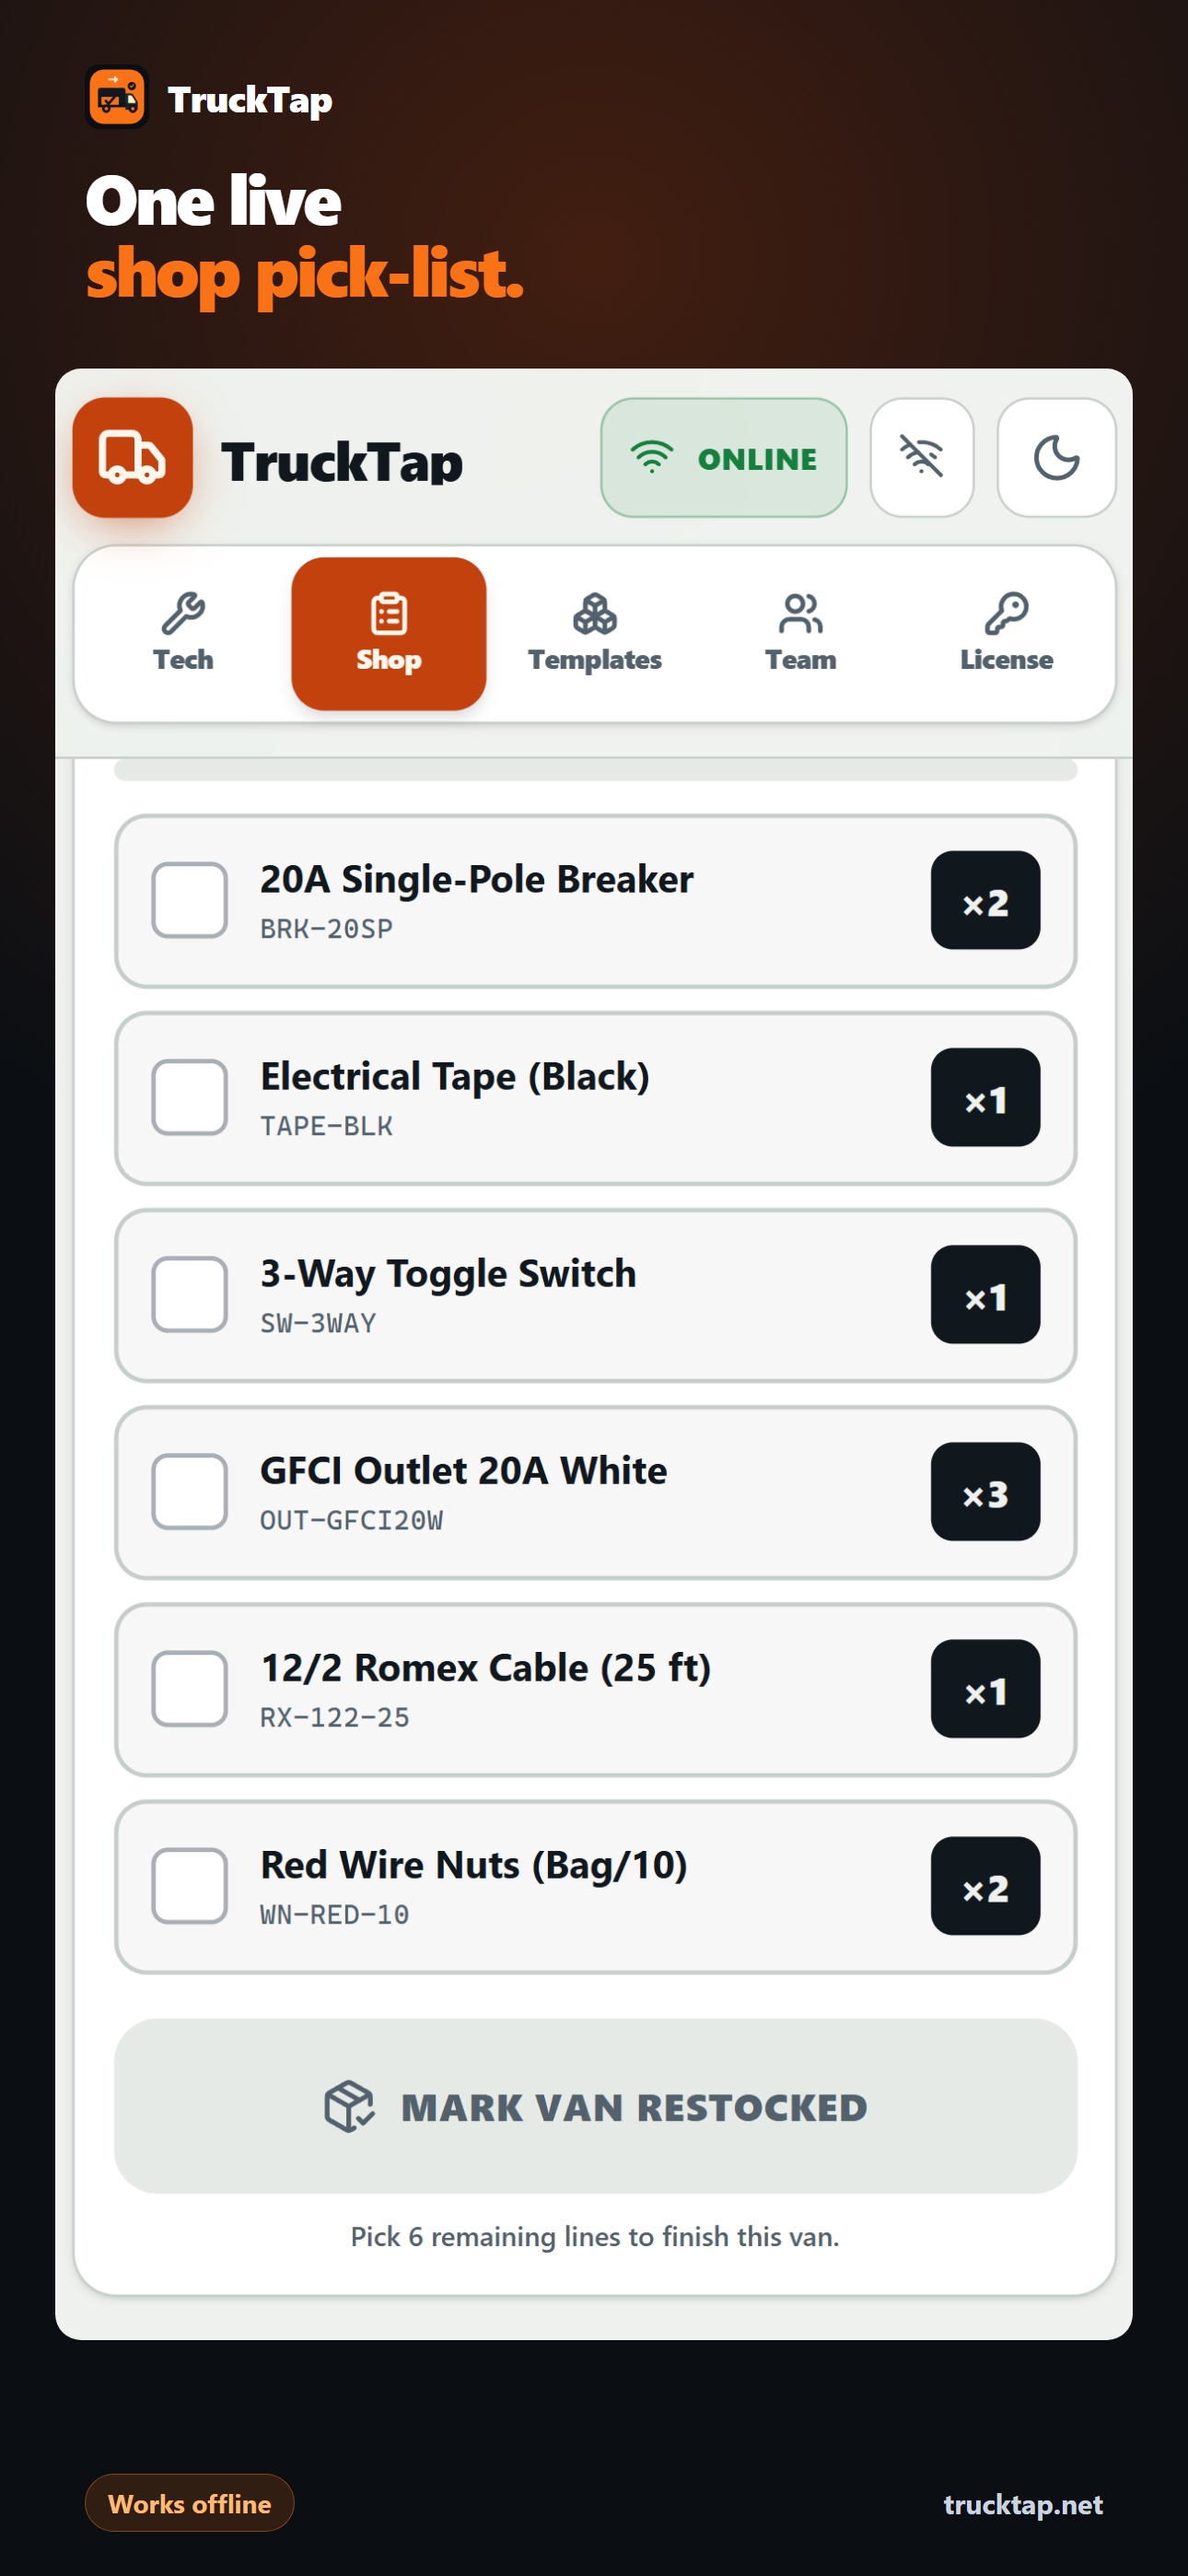 TruckTap
One live
shop pick-list.
TruckTap
ONLINE
Tech
Shop
Templates
Team
License
20A Single-Pole Breaker
BRK-20SP
×2
Electrical Tape (Black)
TAPE-BLK
×1
3-Way Toggle Switch
SW-3WAY
×1
GFCI Outlet 20A White
OUT-GFCI20W
×3
12/2 Romex Cable (25 ft)
RX-122-25
×1
Red Wire Nuts (Bag/10)
WN-RED-10
×2
MARK VAN RESTOCKED
Pick 6 remaining lines to finish this van.
Works offline
trucktap.net